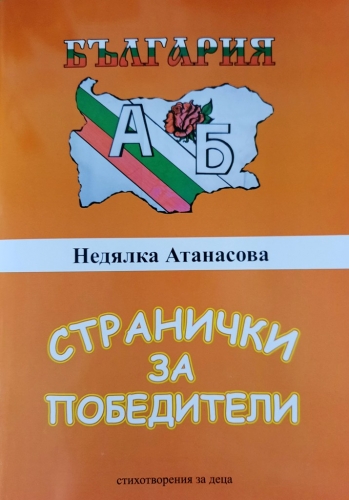 БЪЛГАРИЯ
А
Б
Недялка Атанасова
СТРАНИЧКИ
ЗА
ПОБЕДИТЕЛИ
стихотворения за деца